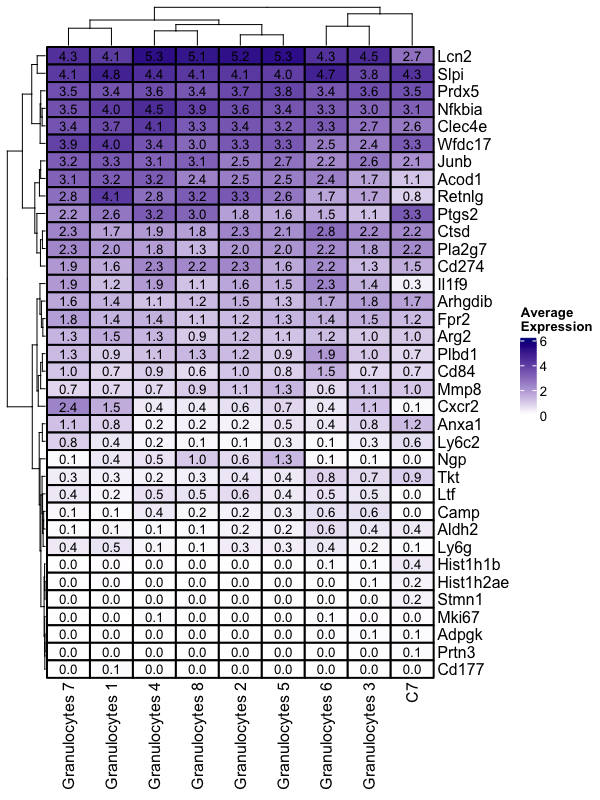 4.3 4.1 5.3 5.1 5.2 5.3 4.3 4.5 2.7 Lcn2
4.1 4.8 4.4 4.1 4.1 4.0 4.7 3.8 4.3 Slpi
3.5 3.4 3.6 3.4 3.7 3.8 3.4 3.6 3.5 Prdx5
3.5 4.0 4.5 3.9 3.6 3.4 3.3 3.0 3.1 Nfkbia
3.4 3.7 4.1 3.3 3.4 3.2 3.3 2.7 2.6 Clec4e
3.9 4.0 3.4 3.0 3.3 3.3 2.5 2.4 3.3 Wfdc17
3.2 3.3 3.1 3.1 2.5 2.7 2.2 2.6 2.1 Junb
3.1 3.2 3.2 2.4 2.5 2.5 2.4 1.7 1.1 Acod1
2.8 4.1 2.8 3.2 3.3 2.6 1.7 1.7 0.8 Retnlg
2.2 2.6 3.2 3.0 1.8 1.6 1.5 1.1 3.3 Ptgs2
2.3 1.7 1.9 1.8 2.3 2.1 2.8 2.2 2.2 Ctsd
2.3 2.0 1.8 1.3 2.0 2.0 2.2 1.8 2.2 Pla2g7
1.9 1.6 2.3 2.2 2.3 1.6 2.2 1.3 1.5 Cd274
1.9 1.2 1.9 1.1 1.6 1.5 2.3 1.4 0.3 Il1f9
1.6 1.4 1.1 1.2 1.5 1.3 1.7 1.8 1.7 Arhgdib
1.8 1.4 1.4 1.1 1.2 1.3 1.4 1.5 1.2 Fpr2
1.3 1.5 1.3 0.9 1.2 1.1 1.2 1.0 1.0 Arg2
1.3 0.9 1.1 1.3 1.2 0.9 1.9 1.0 0.7 Plbd1
1.0 0.7 0.9 0.6 1.0 0.8 1.5 0.7 0.7 Cd84
0.7 0.7 0.7 0.9 1.1 1.3 0.6 1.1 1.0 Mmp8
2.4 1.5 0.4 0.4 0.6 0.7 0.4 1.1 0.1 Cxcr2
1.1 0.8 0.2 0.2 0.2 0.5 0.4 0.8 1.2 Anxa1
0.8 0.4 0.2 0.1 0.1 0.3 0.1 0.3 0.6 Ly6c2
0.1 0.4 0.5 1.0 0.6 1.3 0.1 0.1 0.0 Ngp
0.3 0.3 0.2 0.3 0.4 0.4 0.8 0.7 0.9 Tkt
0.4 0.2 0.5 0.5 0.6 0.4 0.5 0.5 0.0 Ltf
0.1 0.1 0.4 0.2 0.2 0.3 0.6 0.6 0.0 Camp
0.1 0.1 0.1 0.1 0.2 0.2 0.6 0.4 0.4 Aldh2
0.4 0.5 0.1 0.1 0.3 0.3 0.4 0.2 0.1 Ly6g
0.0 0.0 0.0 0.0 0.0 0.0 0.1 0.1 0.4 Hist1h1b
0.0 0.0 0.0 0.0 0.0 0.0 0.0 0.1 0.2 Hist1h2ae
0.0 0.0 0.0 0.0 0.0 0.0 0.0 0.0 0.2 Stmn1
0.0 0.0 0.1 0.0 0.0 0.0 0.1 0.0 0.0 Mki67
0.0 0.0 0.0 0.0 0.0 0.0 0.0 0.1 0.1 Adpgk
0.0 0.0 0.0 0.0 0.0 0.0 0.0 0.0 0.1 Prtn3
0.0 0.1 0.0 0.0 0.0 0.0 0.0 0.0 0.0 Cd177
Granulocytes 7
Granulocytes 1
Granulocytes 4
Granulocytes 8
Granulocytes 2
Granulocytes 5
Granulocytes 6
Granulocytes 3
C7
Average
Expression
6
4
2
0